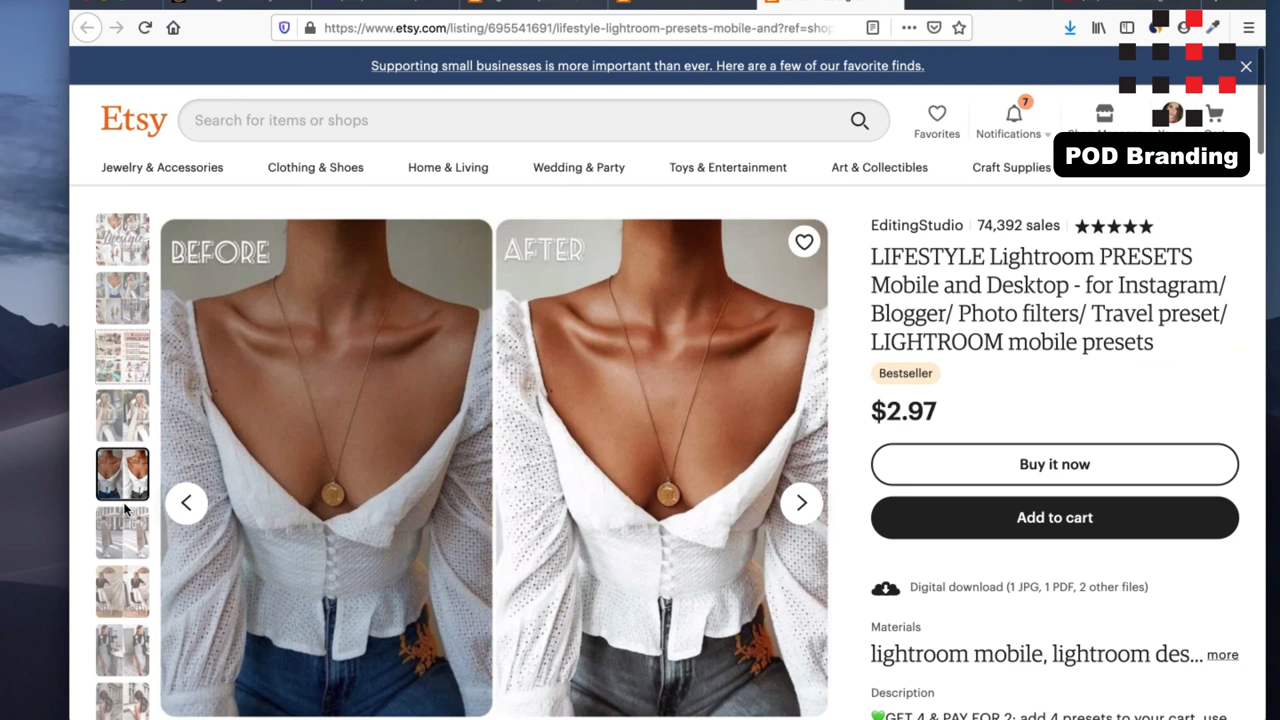 https://www.etsy.com/listing/695541691/lifestyle-lightroom-presets-mobile-and?ref=shop
Supporting small businesses is more important than ever. Here are a few of our favorite finds.
Etsy
Search for items or shops
Favorites
7
Notifications
POD Branding
Jewelry & Accessories
Clothing & Shoes
Home & Living
Wedding & Party
Toys & Entertainment
Art & Collectibles
Craft Supplies
BEFORE
AFTER
EditingStudio
74,392 sales
LIFESTYLE Lightroom PRESETS
Mobile and Desktop - for Instagram/
Blogger/ Photo filters/ Travel preset/
LIGHTROOM mobile presets
Bestseller
$2.97
Buy it now
Add to cart
Digital download (1 JPG, 1 PDF, 2 other files)
Materials
lightroom mobile, lightroom des... more
Description
GET 4 & PAY FOR 2: add 4 presets to your cart, use